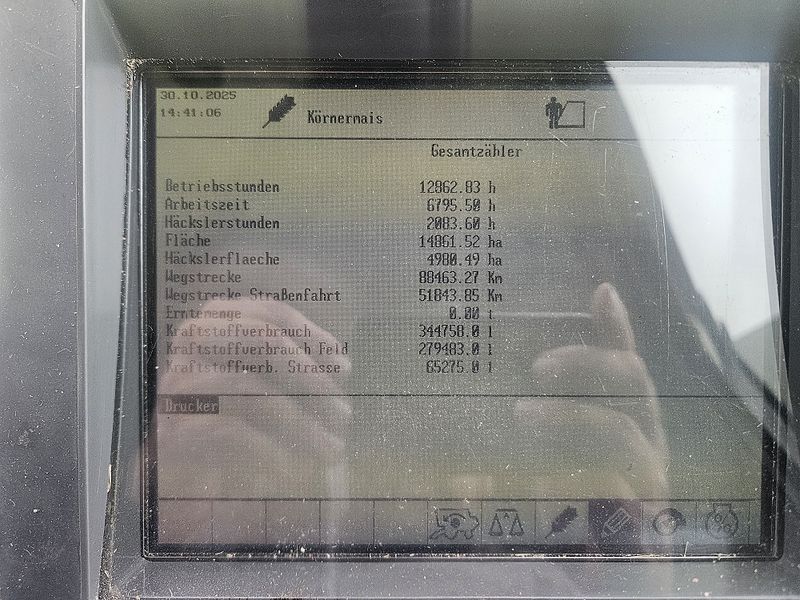 30.10.2025
14:41:06
Körnermais
Gesamtzähler
Betriebsstunden 12862.83 h
Arbeitszeit 6795.50 h
Häckslerstunden 2083.60 h
Fläche 14861.52 ha
Häckslerflaeche 4980.49 ha
Wegstrecke 88463.27 Km
Wegstrecke Straßenfahrt 51843.85 Km
Erntemenge 0.00 t
Kraftstoffverbrauch 344758.0 l
Kraftstoffverbrauch Feld 279483.0 l
Kraftstoffverb. Strasse 65275.0 l
Drucker